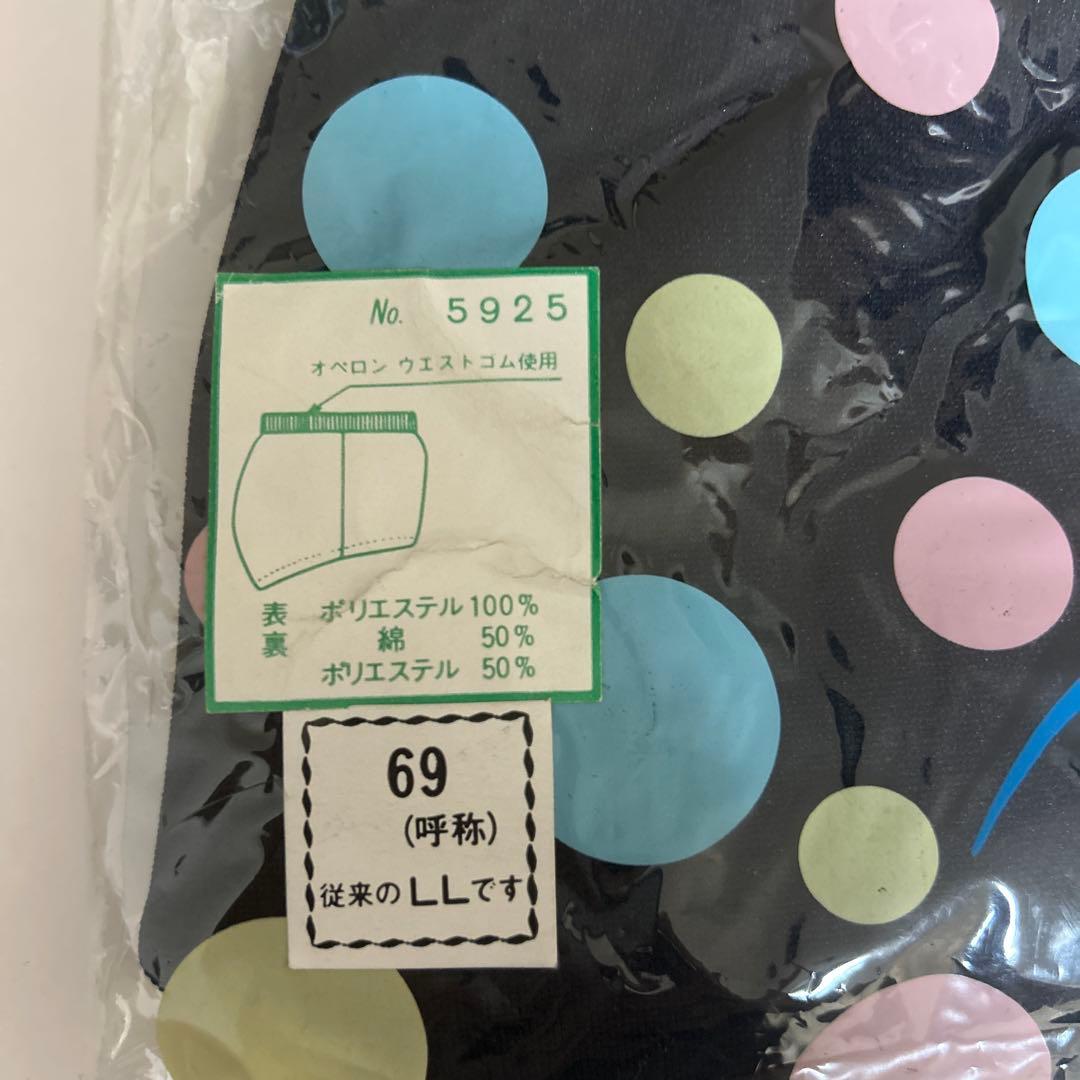 No. 5925
オペロン ウエストゴム使用
表 ポリエステル 100%
裏 綿 50%
ポリエステル 50%
69
(呼称)
従来のLLです